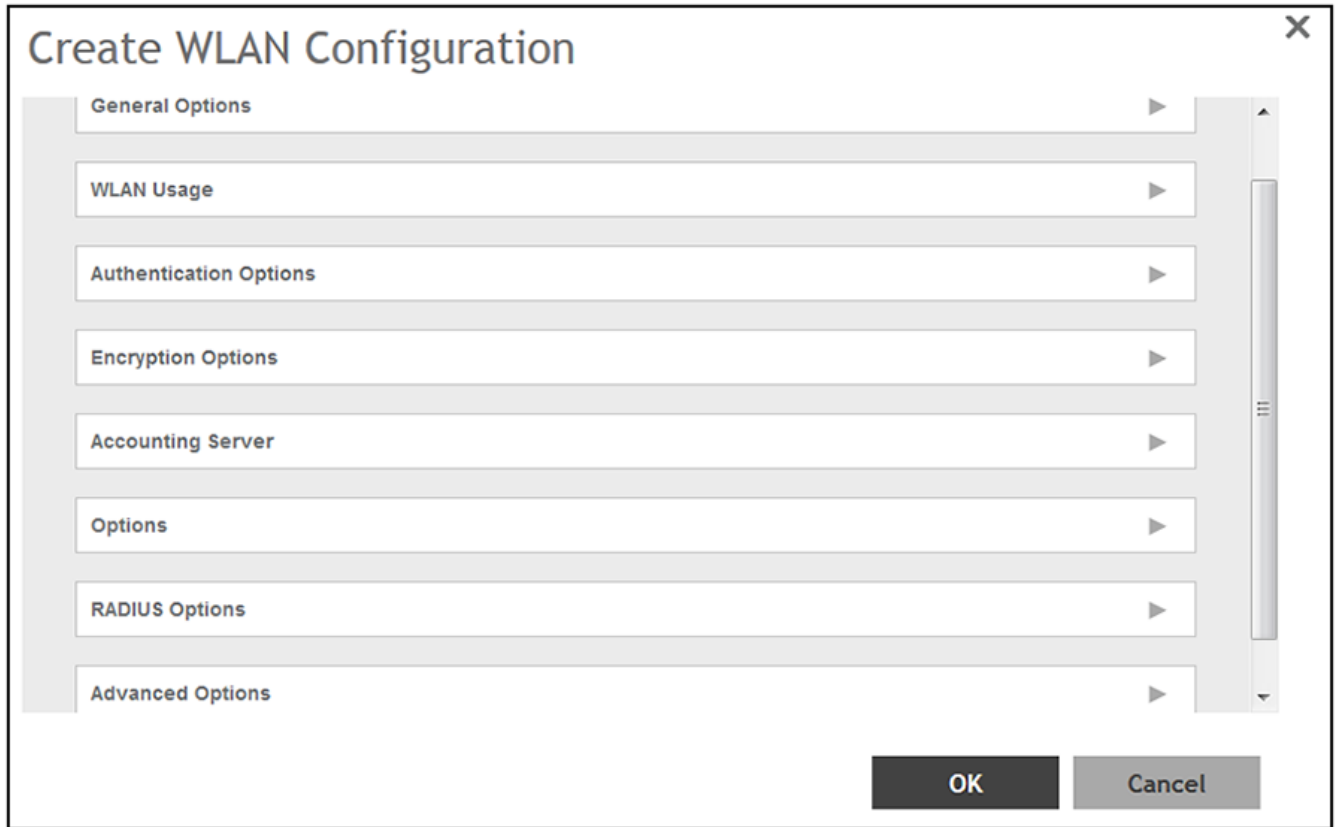 Create WLAN Configuration
General Options
WLAN Usage
Authentication Options
Encryption Options
Accounting Server
Options
RADIUS Options
Advanced Options
OK
Cancel